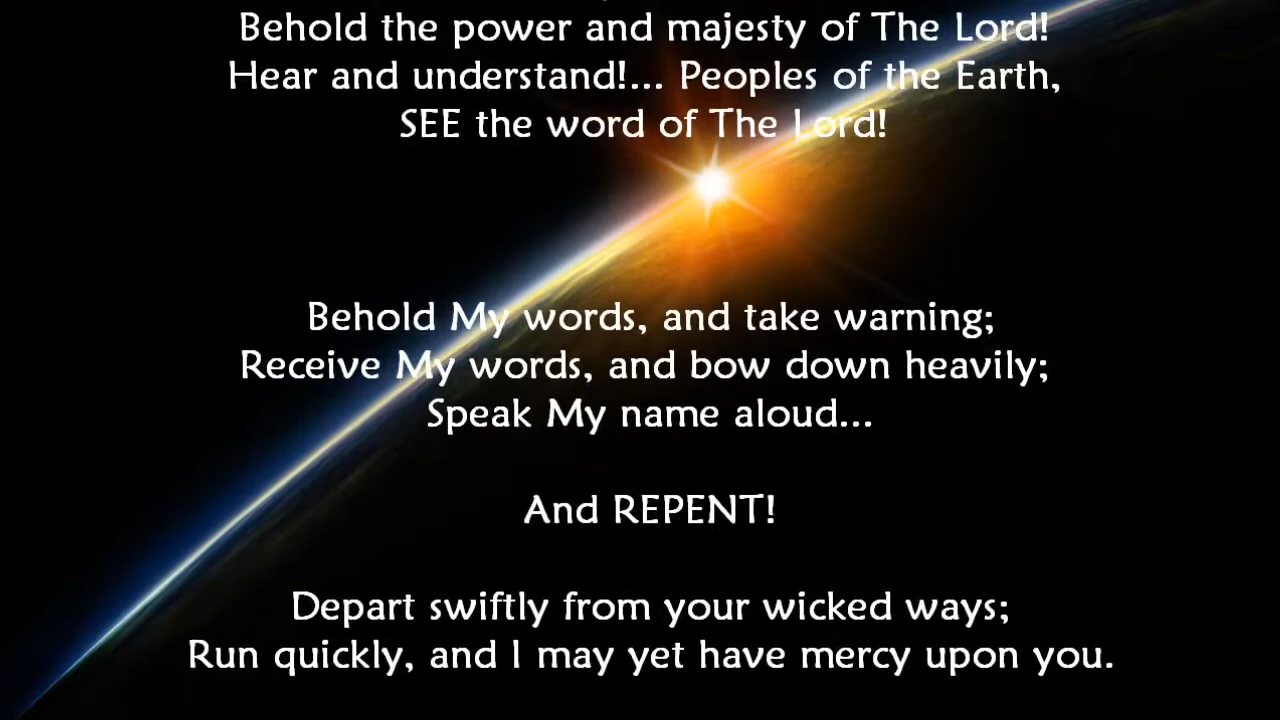 Behold the power and majesty of The Lord!
Hear and understand!... Peoples of the Earth,
SEE the word of The Lord!
Behold My words, and take warning;
Receive My words, and bow down heavily;
Speak My name aloud...
And REPENT!
Depart swiftly from your wicked ways;
Run quickly, and I may yet have mercy upon you.